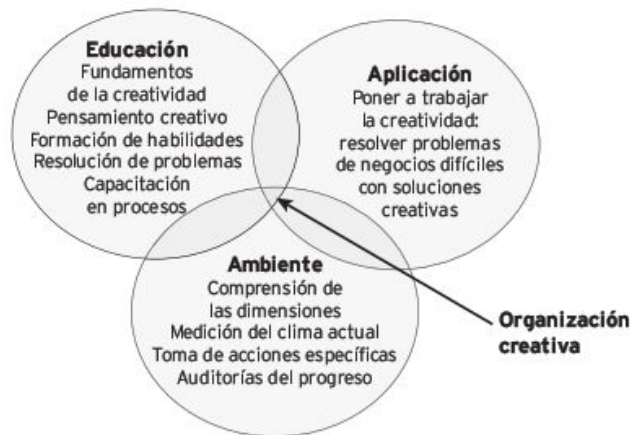 Educación
Fundamentos
de la creatividad
Pensamiento creativo
Formación de habilidades
Resolución de problemas
Capacitación
en procesos
Aplicación
Poner a trabajar
la creatividad:
resolver problemas
de negocios difíciles
con soluciones
creativas
Ambiente
Comprensión de
las dimensiones
Medición del clima actual
Toma de acciones específicas
Auditorías del progreso
Organización
creativa